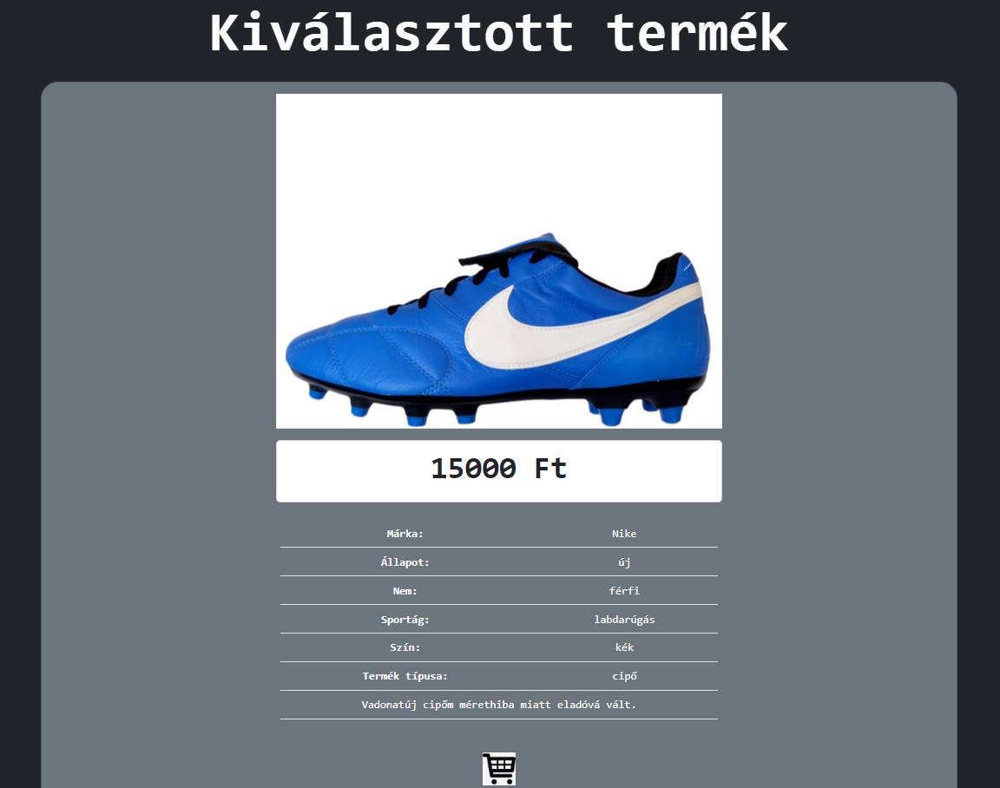 Kiválasztott termék
15000 Ft
Márka: Nike
Állapot: új
Nem: férfi
Sportág: labdarúgás
Szín: kék
Termék típusa: cipő
Vadonatúj cipőm mérethiba miatt eladóvá vált.